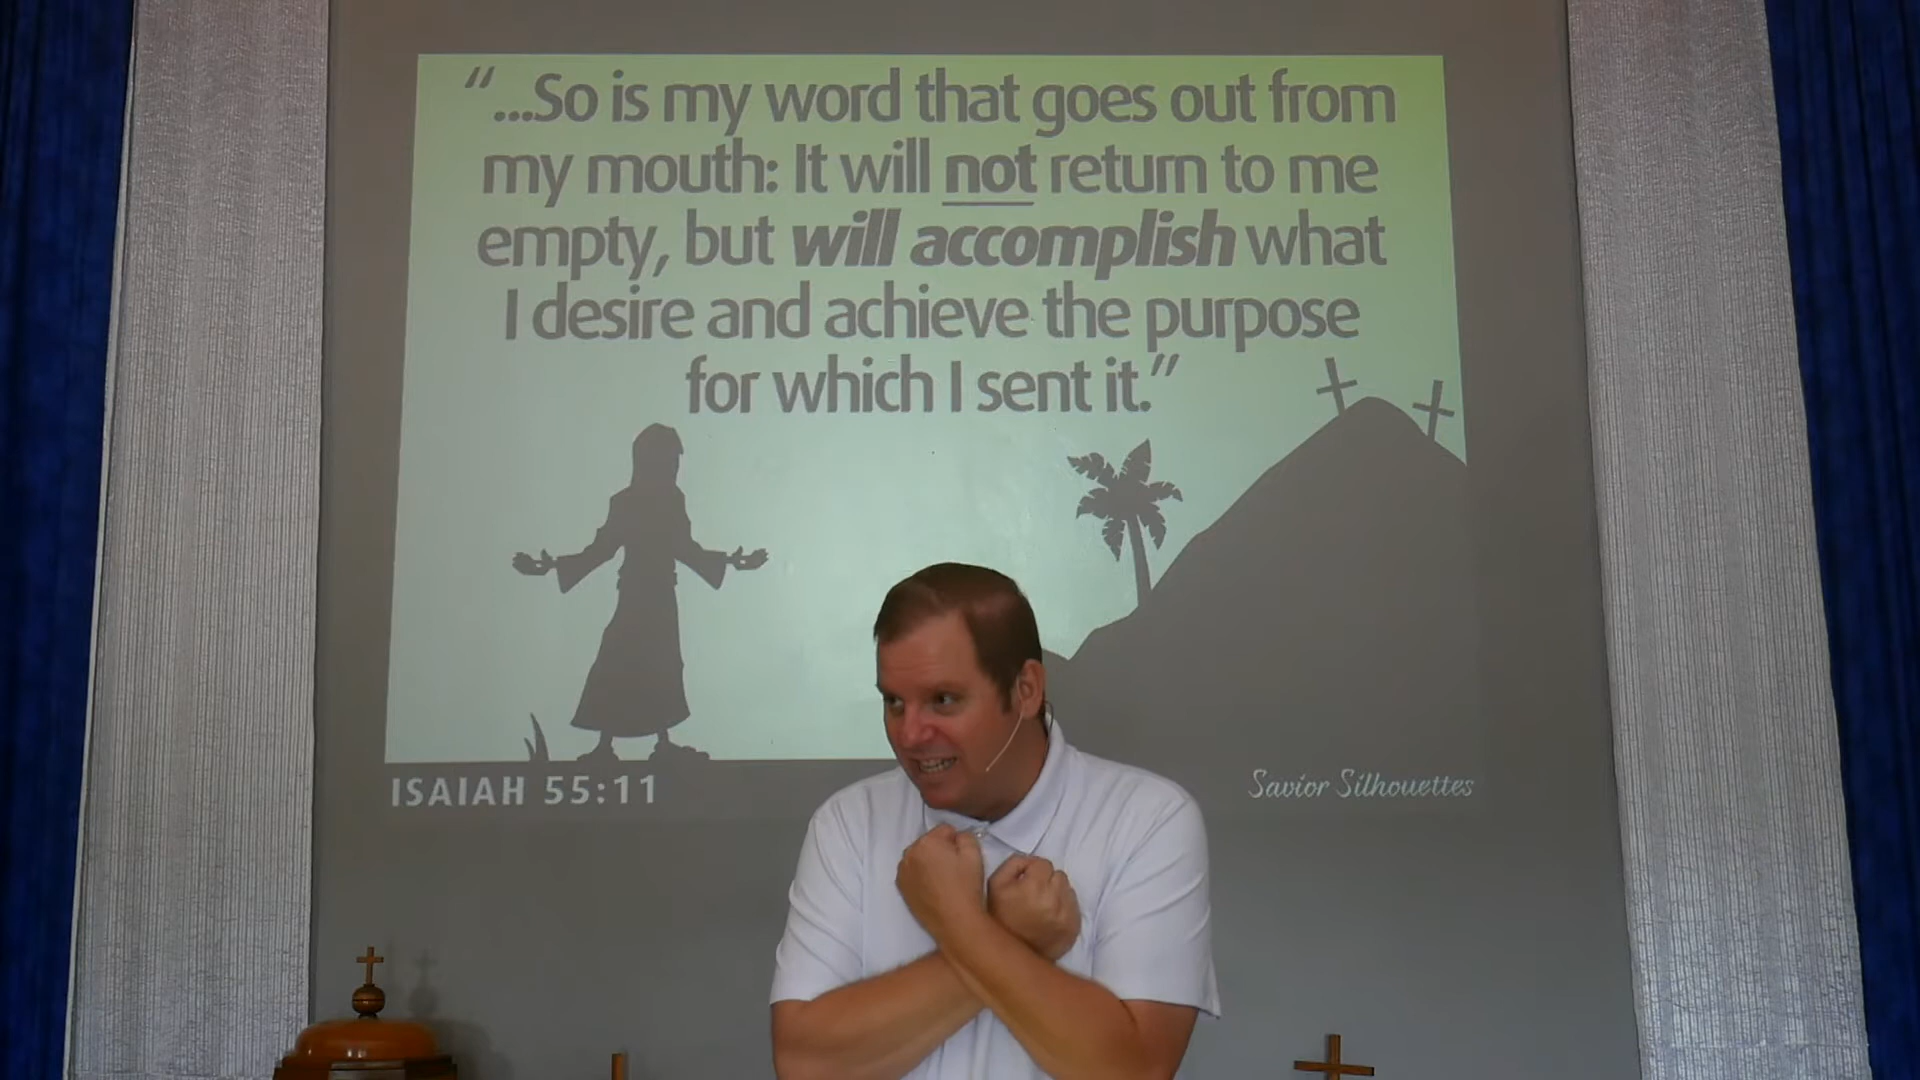 “...So is my word that goes out from
my mouth: It will not return to me
empty, but will accomplish what
I desire and achieve the purpose
for which I sent it.”
ISAIAH 55:11
Savior Silhouettes